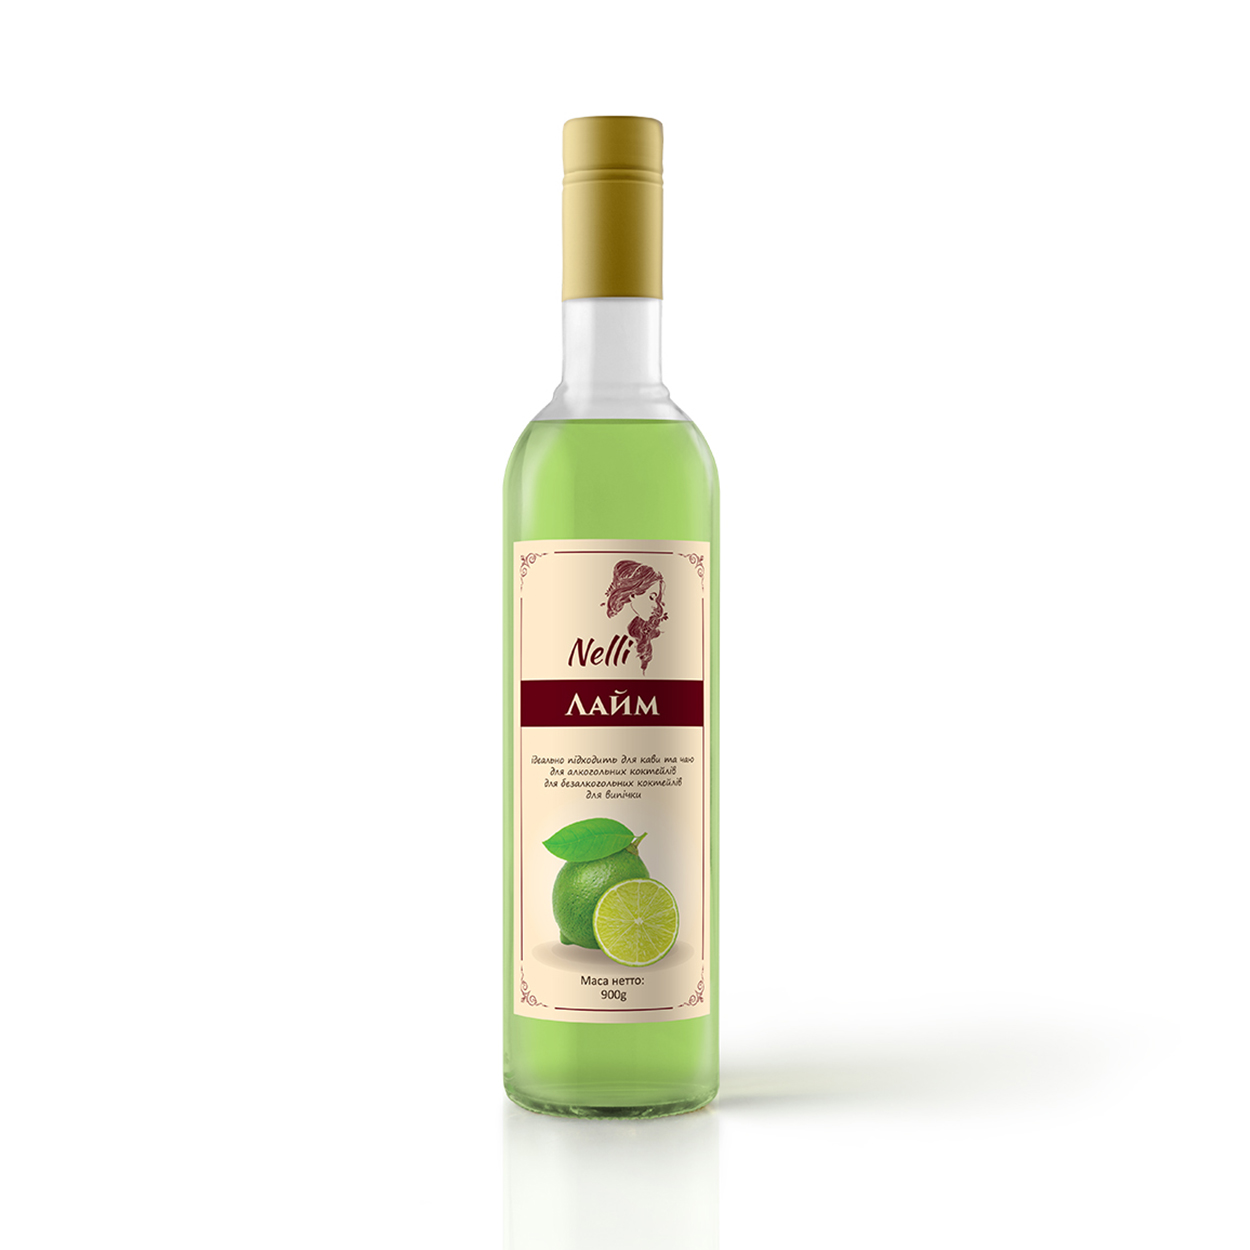 Nelli
ЛАЙМ
ідеально підходить для кави та чаю
для алкогольних коктейлів
для безалкогольних коктейлів
для випічки
Маса нетто:
900g